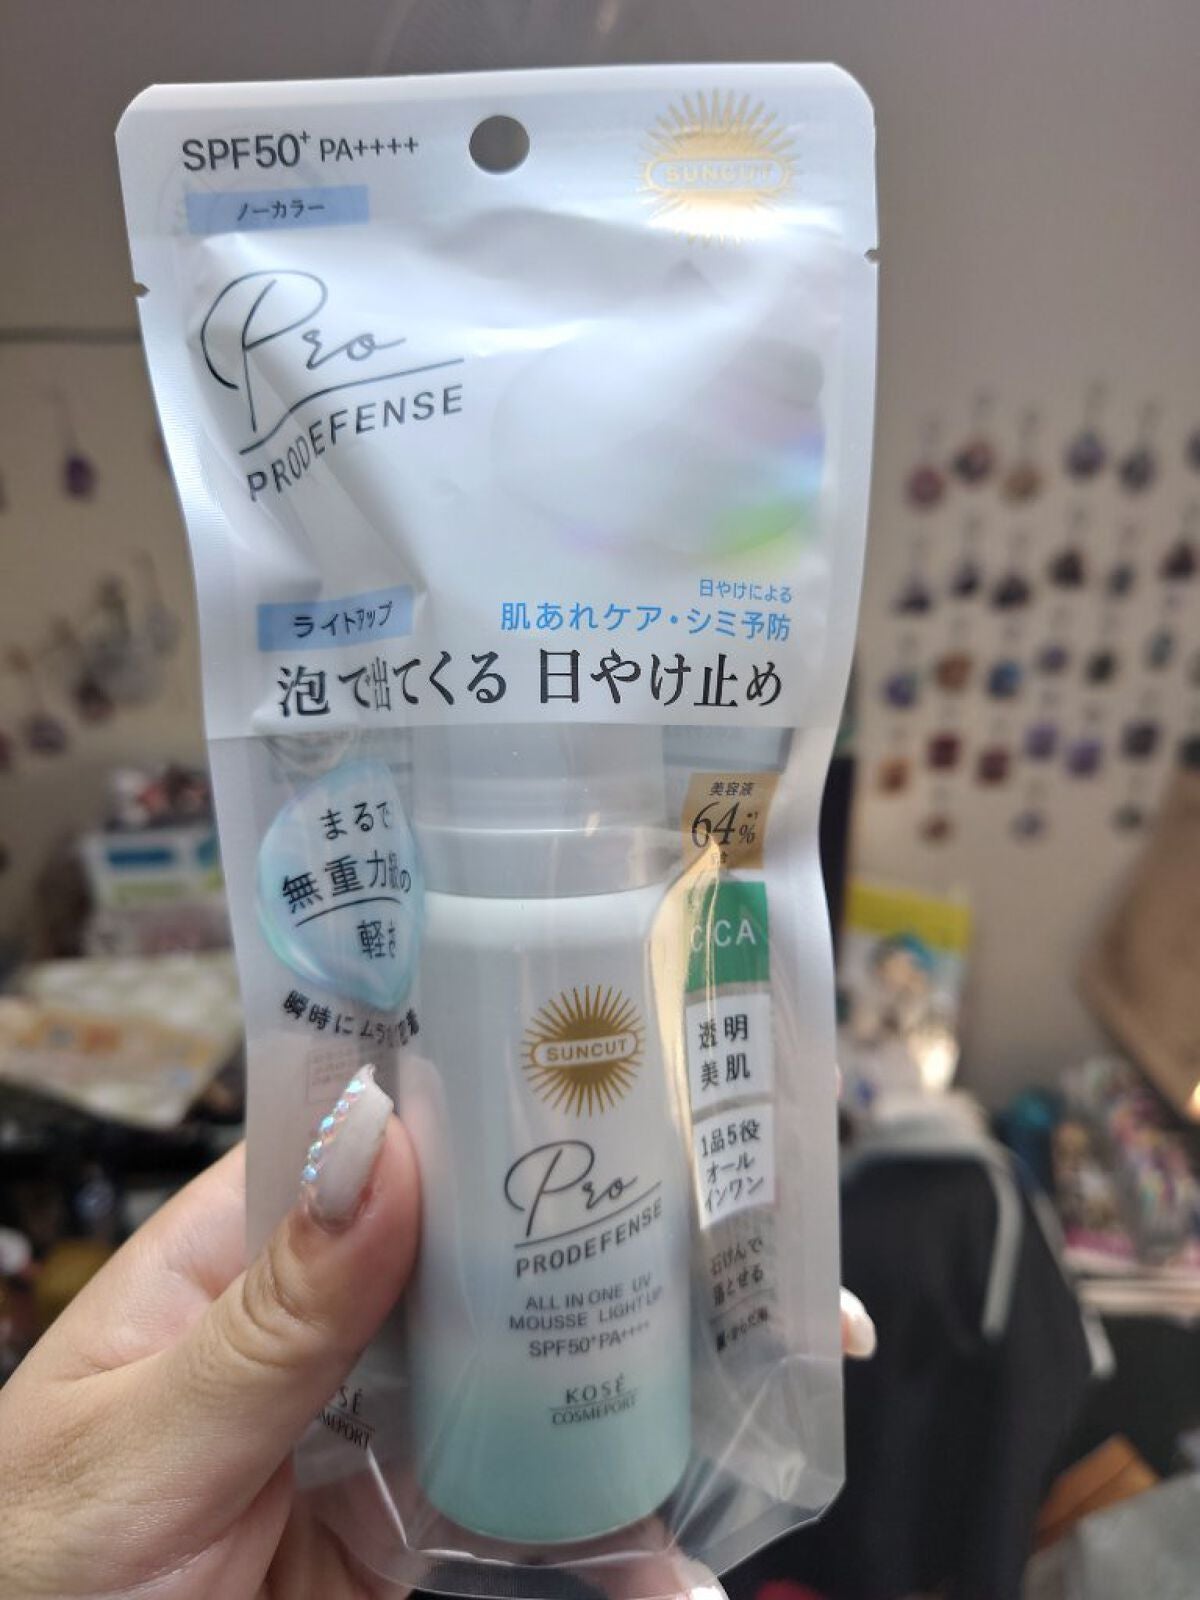 SPF50+ PA++++
SUNCUT
ノーカラー
Pro
PRODEFENSE
日やけによる
肌あれケア・シミ予防
ライトアップ
泡で出てくる 日やけ止め
まるで
無重力級の
軽さ
瞬時にムラなく密着
美容液
64%
CICA
透明
美肌
1品5役
オール
インワン
石けんで
落とせる
SUNCUT
Pro
PRODEFENSE
ALL IN ONE UV
MOUSSE LIGHT UP
SPF50+PA++++
KOSÉ
COSMEPORT